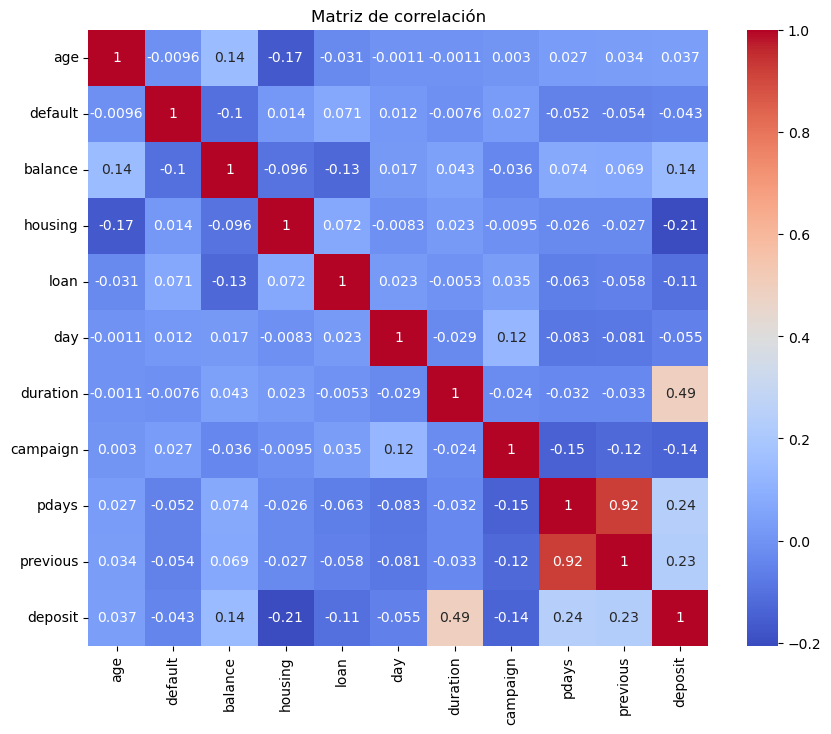 Matriz de correlación
age 1 -0.0096 0.14 -0.17 -0.031 -0.0011 -0.0011 0.003 0.027 0.034 0.037
default -0.0096 1 -0.1 0.014 0.071 0.012 -0.0076 0.027 -0.052 -0.054 -0.043
balance 0.14 -0.1 1 -0.096 -0.13 0.017 0.043 -0.036 0.074 0.069 0.14
housing -0.17 0.014 -0.096 1 0.072 -0.0083 0.023 -0.0095 -0.026 -0.027 -0.21
loan -0.031 0.071 -0.13 0.072 1 0.023 -0.0053 0.035 -0.063 -0.058 -0.11
day -0.0011 0.012 0.017 -0.0083 0.023 1 -0.029 0.12 -0.083 -0.081 -0.055
duration -0.0011 -0.0076 0.043 0.023 -0.0053 -0.029 1 -0.024 -0.032 -0.033 0.49
campaign 0.003 0.027 -0.036 -0.0095 0.035 0.12 -0.024 1 -0.15 -0.12 -0.14
pdays 0.027 -0.052 0.074 -0.026 -0.063 -0.083 -0.032 -0.15 1 0.92 0.24
previous 0.034 -0.054 0.069 -0.027 -0.058 -0.081 -0.033 -0.12 0.92 1 0.23
deposit 0.037 -0.043 0.14 -0.21 -0.11 -0.055 0.49 -0.14 0.24 0.23 1
age default balance housing loan day duration campaign pdays previous deposit
1.0
0.8
0.6
0.4
0.2
0.0
−0.2